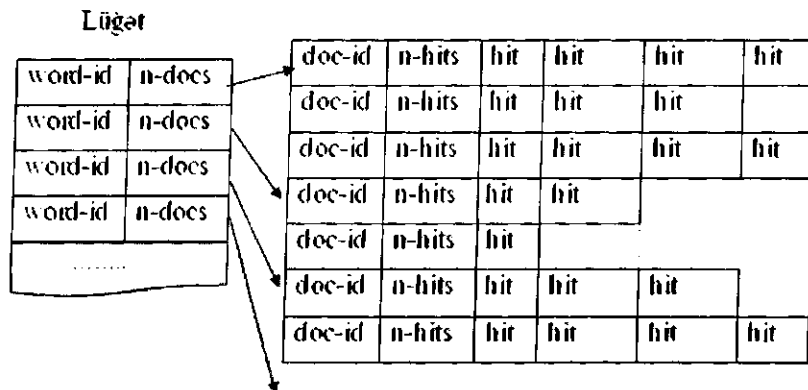 Lüğət
word-id n-docs
word-id n-docs
word-id n-docs
word-id n-docs
........
doc-id n-hits hit hit hit hit
doc-id n-hits hit hit hit
doc-id n-hits hit hit hit hit
doc-id n-hits hit hit
doc-id n-hits hit
doc-id n-hits hit hit hit
doc-id n-hits hit hit hit hit